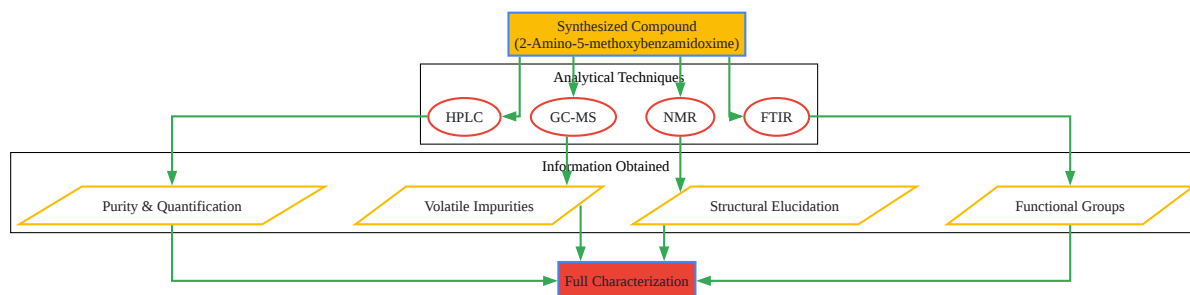 Synthesized Compound
(2-Amino-5-methoxybenzamidoxime)
Analytical Techniques
HPLC
GC-MS
NMR
FTIR
Information Obtained
Purity & Quantification
Volatile Impurities
Structural Elucidation
Functional Groups
Full Characterization